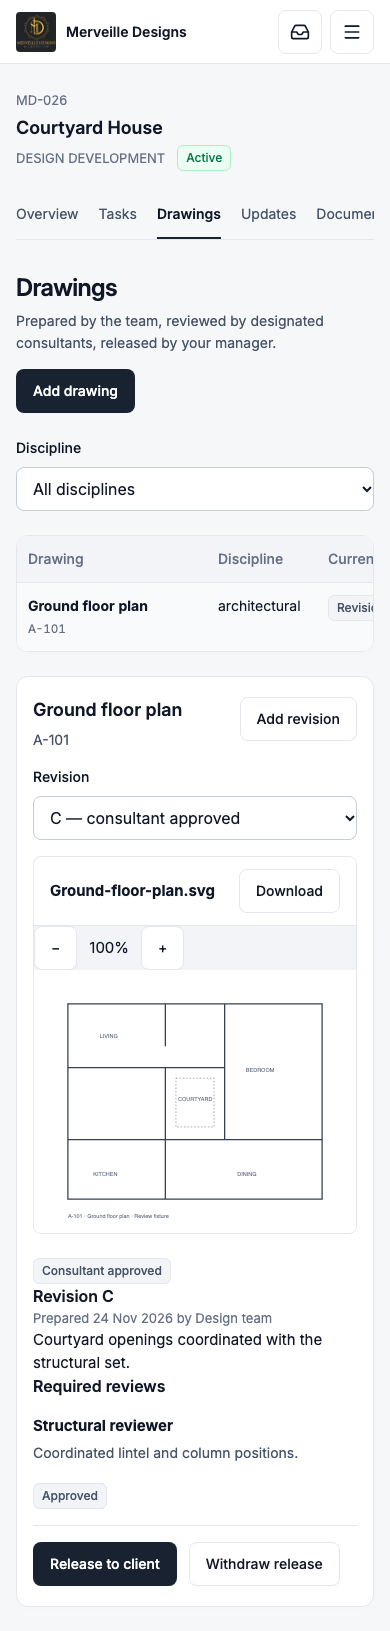 Merveille Designs
MD-026
Courtyard House
DESIGN DEVELOPMENT Active
Overview Tasks Drawings Updates
Drawings
Prepared by the team, reviewed by designated
consultants, released by your manager.
Add drawing
Discipline
All disciplines
Drawing Discipline
Ground floor plan architectural
A-101
Ground floor plan Add revision
A-101
Revision
C — consultant approved
Ground-floor-plan.svg Download
− 100% +
LIVING
BEDROOM
COURTYARD
KITCHEN DINING
A-101 · Ground floor plan · Review fixture
Consultant approved
Revision C
Prepared 24 Nov 2026 by Design team
Courtyard openings coordinated with the
structural set.
Required reviews
Structural reviewer
Coordinated lintel and column positions.
Approved
Release to client Withdraw release